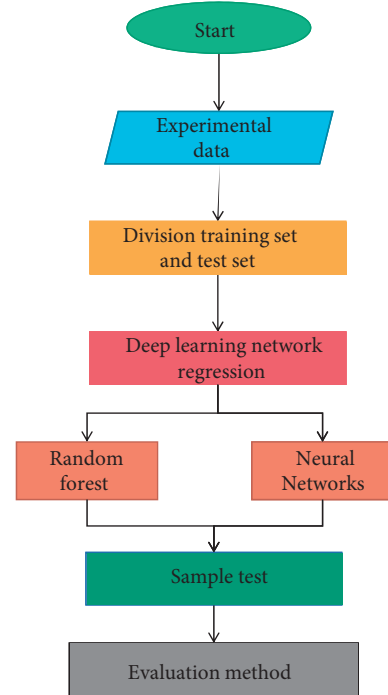 Start
Experimental
data
Division training set
and test set
Deep learning network
regression
Random
forest
Neural
Networks
Sample test
Evaluation method